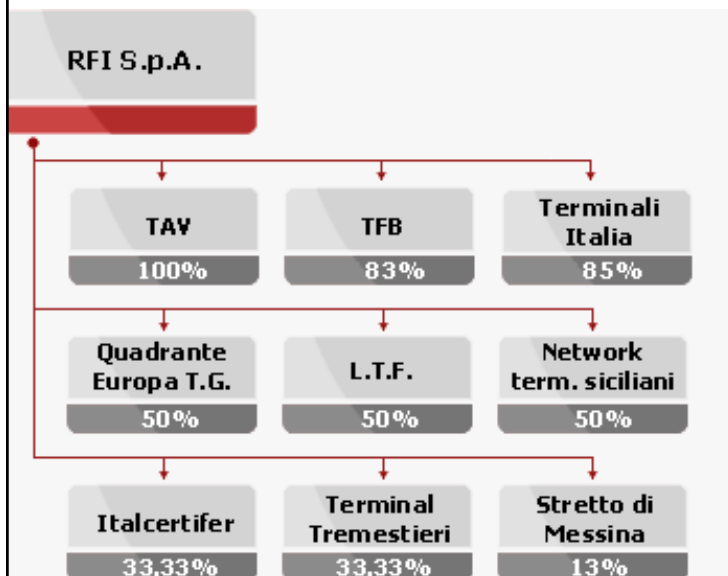 RFI S.p.A.
TAV
100%
TFB
83%
Terminali
Italia
85%
Quadrante
Europa T.G.
50%
L.T.F.
50%
Network
term. siciliani
50%
Italcertifer
33,33%
Terminal
Tremestieri
33,33%
Stretto di
Messina
13%